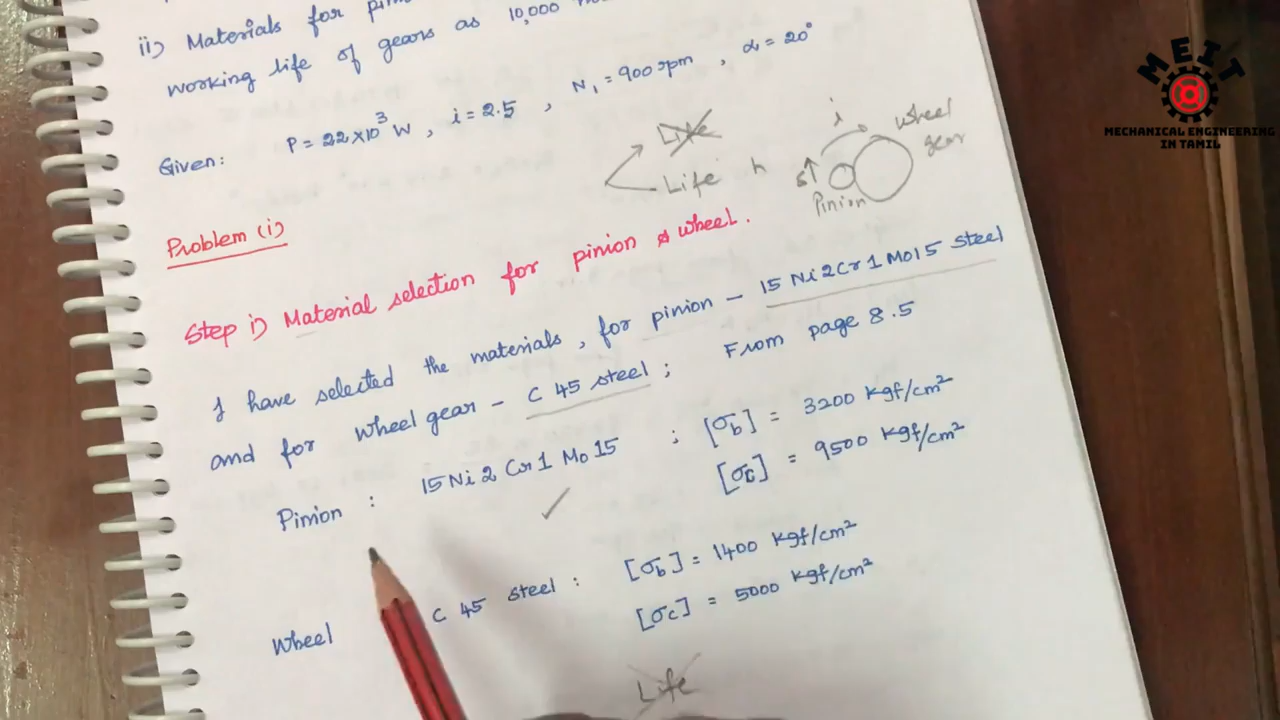 ii) Materials for
working life of gears as 10,000
Given: P = 22x10³ W , i = 2.5 , N₁ = 900 rpm , α = 20°
Life
Life h
i
wheel
gear
5↑
Pinion
Problem (i)
Step i) Material selection for pinion & wheel.
I have selected the materials, for pinion – 15 Ni 2 Cr 1 Mo 15 Steel
and for wheel gear – C 45 steel ; From page 8.5
Pinion : 15 Ni 2 Cr 1 Mo 15 ; [σb] = 3200 kgf/cm²
[σc] = 9500 kgf/cm²
Wheel C 45 steel : [σb] = 1400 kgf/cm²
[σc] = 5000 kgf/cm²
Life
MEIT
MECHANICAL ENGINEERING
IN TAMIL